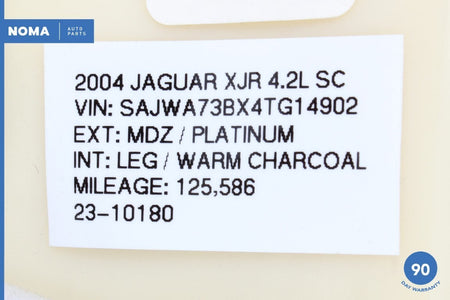 NOMA AUTO
PARTS
2004 JAGUAR XJR 4.2L SC
VIN: SAJWA73BX4TG14902
EXT: MDZ / PLATINUM
INT: LEG / WARM CHARCOAL
MILEAGE: 125,586
23-10180
90
DAY WARRANTY